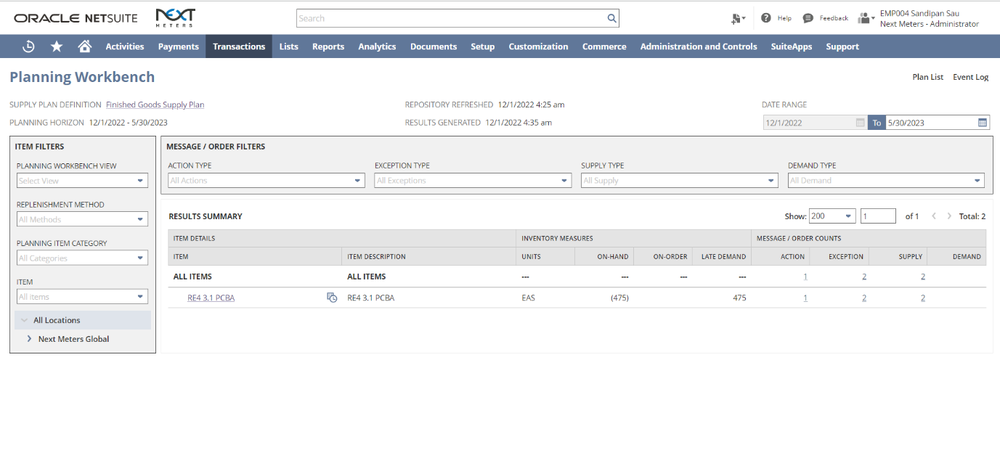 ORACLE NETSUITE
NEXT
METERS
Search
Help
Feedback
EMP004 Sandipan Sau
Next Meters - Administrator
Activities Payments Transactions Lists Reports Analytics Documents Setup Customization Commerce Administration and Controls SuiteApps Support
Planning Workbench
Plan List Event Log
SUPPLY PLAN DEFINITION Finished Goods Supply Plan
REPOSITORY REFRESHED 12/1/2022 4:25 am
DATE RANGE
PLANNING HORIZON 12/1/2022 - 5/30/2023
RESULTS GENERATED 12/1/2022 4:35 am
12/1/2022 To 5/30/2023
ITEM FILTERS
PLANNING WORKBENCH VIEW
Select View
REPLENISHMENT METHOD
All Methods
PLANNING ITEM CATEGORY
All Categories
ITEM
All items
All Locations
Next Meters Global
MESSAGE / ORDER FILTERS
ACTION TYPE EXCEPTION TYPE SUPPLY TYPE DEMAND TYPE
All Actions All Exceptions All Supply All Demand
RESULTS SUMMARY
Show: 200 1 of 1 Total: 2
ITEM DETAILS INVENTORY MEASURES MESSAGE / ORDER COUNTS
ITEM ITEM DESCRIPTION UNITS ON-HAND ON-ORDER LATE DEMAND ACTION EXCEPTION SUPPLY DEMAND
ALL ITEMS ALL ITEMS --- --- --- --- 1 2 2
RE4 3.1 PCBA RE4 3.1 PCBA EAS (475) 475 1 2 2